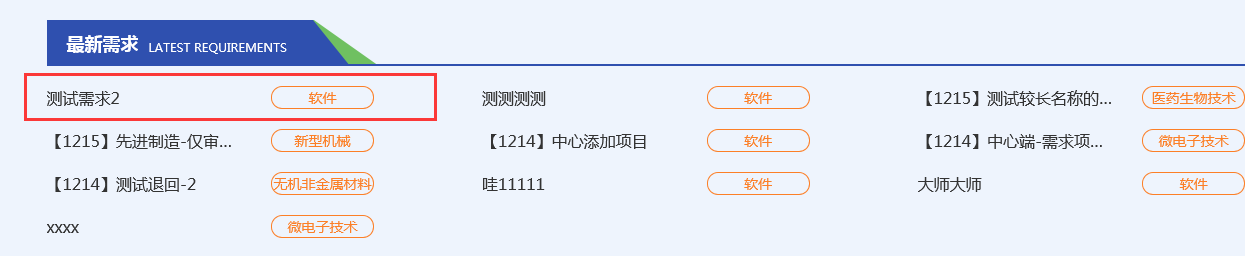 最新需求 LATEST REQUIREMENTS
测试需求2 软件 测测测测 软件 【1215】测试较长名称的... 医药生物技术
【1215】先进制造-仅审... 新型机械 【1214】中心添加项目 软件 【1214】中心端-需求项... 微电子技术
【1214】测试退回-2 无机非金属材料 哇11111 软件 大师大师 软件
xxxx 微电子技术